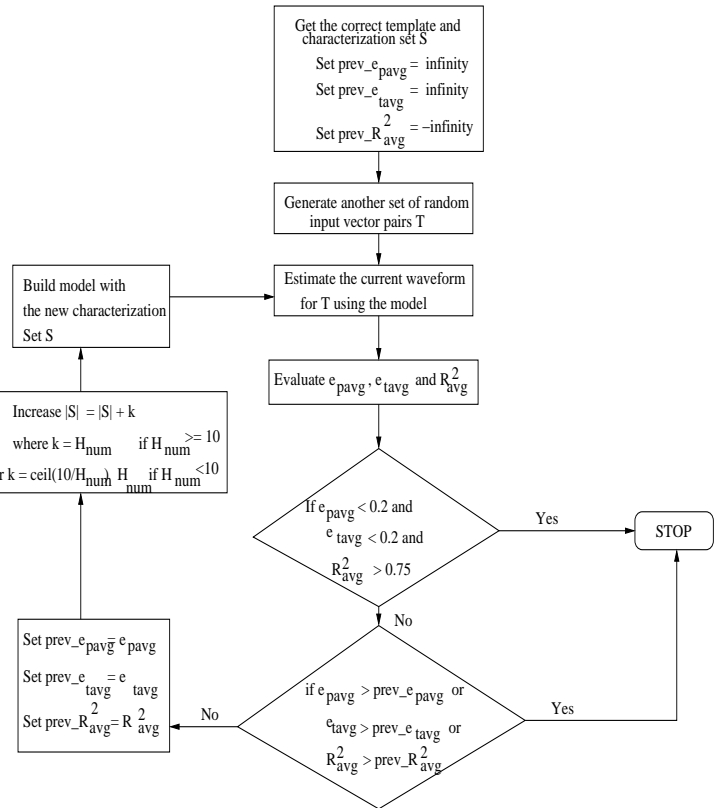 Get the correct template and
characterization set S
Set prev_e_pavg = infinity
Set prev_e_tavg = infinity
Set prev_R²_avg = −infinity
Generate another set of random
input vector pairs T
Estimate the current waveform
for T using the model
Build model with
the new characterization
Set S
Evaluate e_pavg , e_tavg and R²_avg
Increase |S| = |S| + k
where k = H_num if H_num >= 10
r k = ceil(10/H_num) H_num if H_num <10
If e_pavg < 0.2 and
e_tavg < 0.2 and
R²_avg > 0.75
Yes
STOP
No
Set prev_e_pavg = e_pavg
Set prev_e_tavg = e_tavg
Set prev_R²_avg = R²_avg
No
if e_pavg > prev_e_pavg or
e_tavg > prev_e_tavg or
R²_avg > prev_R²_avg
Yes